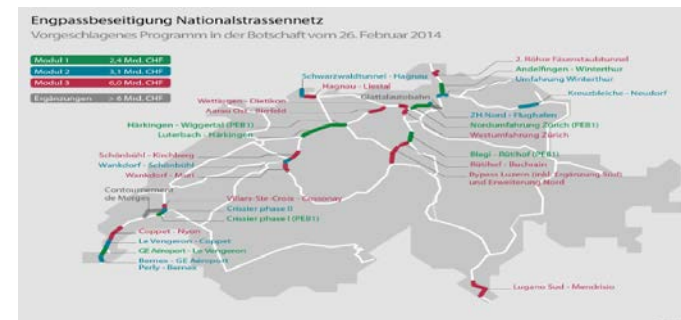 Engpassbeseitigung Nationalstrassennetz
Vorgeschlagenes Programm in der Botschaft vom 26. Februar 2014
Modul 1 2,4 Mrd. CHF
Modul 2 3,1 Mrd. CHF
Modul 3 6,0 Mrd. CHF
Ergänzungen > 6 Mrd. CHF
Schwarzwaldtunnel - Hagnau
Hagnau - Liestal
Wettingen - Dietikon
Aarau Ost - Birrfeld
Härkingen - Wiggertal (PEB1)
Luterbach - Härkingen
Schönbühl - Kirchberg
Wankdorf - Schönbühl
Wankdorf - Muri
Contournement
de Morges
Villars-Ste-Croix - Cossonay
Crissier phase II
Crissier phase I (PEB1)
Coppet - Nyon
Le Vengeron - Coppet
GE Aéroport - Le Vengeron
Bernex - GE Aéroport
Perly - Bernex
Glattalautobahn
2. Röhre Fäsenstaubtunnel
Andelfingen - Winterthur
Umfahrung Winterthur
Kreuzbleiche - Neudorf
ZH Nord - Flughafen
Nordumfahrung Zürich (PEB1)
Westumfahrung Zürich
Blegi - Rütihof (PEB1)
Rütihof - Buchrain
Bypass Luzern (inkl. Ergänzung Süd)
und Erweiterung Nord
Lugano Sud - Mendrisio